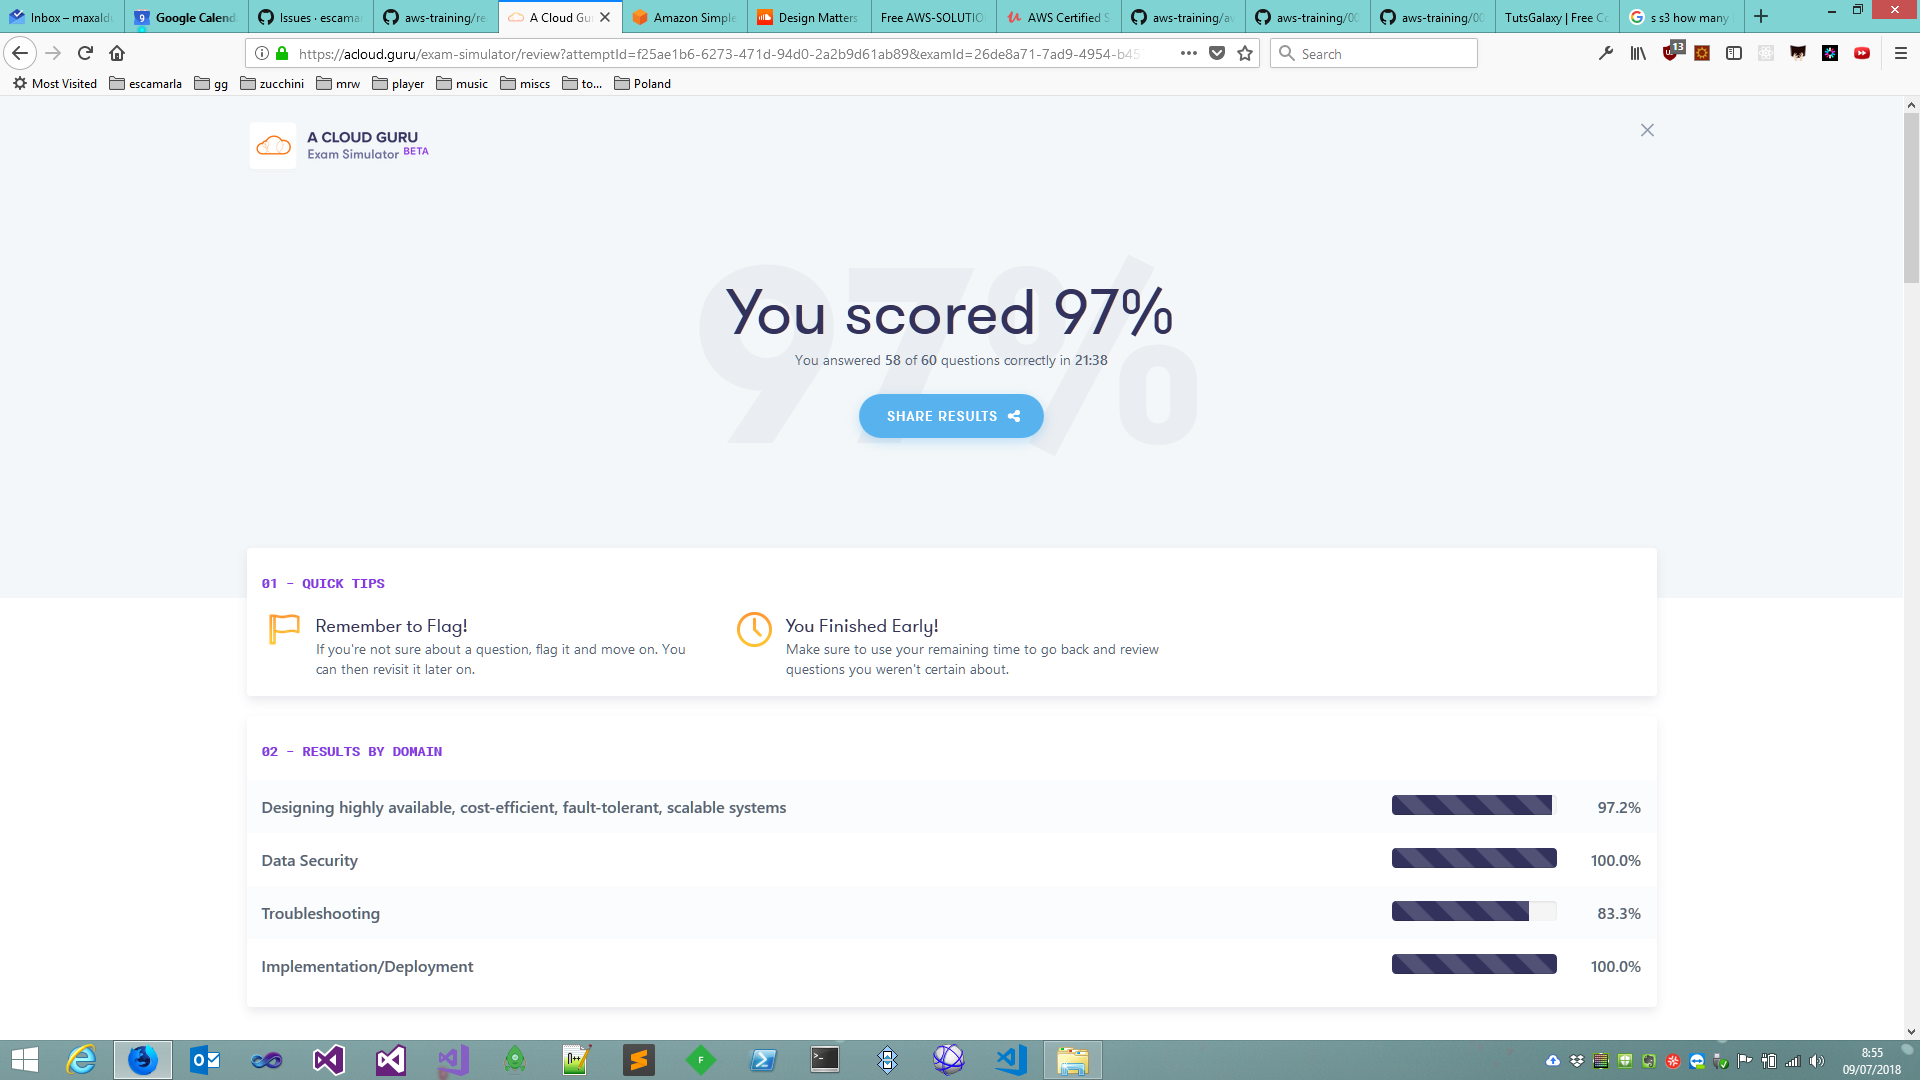 Inbox – maxaldu
Google Calenda
Issues · escamar
aws-training/re
A Cloud Gu
Amazon Simple
Design Matters
Free AWS-SOLUTIO
AWS Certified S
aws-training/a
aws-training/00
aws-training/00
TutsGalaxy | Free Co
s s3 how many
https://acloud.guru/exam-simulator/review?attemptId=f25ae1b6-6273-471d-94d0-2a2b9d61ab89&examId=26de8a71-7ad9-4954-b45
Search
13
Most Visited
escamarla
gg
zucchini
mrw
player
music
miscs
to...
Poland
A CLOUD GURU
Exam Simulator BETA
97%
You scored 97%
You answered 58 of 60 questions correctly in 21:38
SHARE RESULTS
01 - QUICK TIPS
Remember to Flag!
If you're not sure about a question, flag it and move on. You
can then revisit it later on.
You Finished Early!
Make sure to use your remaining time to go back and review
questions you weren't certain about.
02 - RESULTS BY DOMAIN
Designing highly available, cost-efficient, fault-tolerant, scalable systems
97.2%
Data Security
100.0%
Troubleshooting
83.3%
Implementation/Deployment
100.0%
8:55
09/07/2018